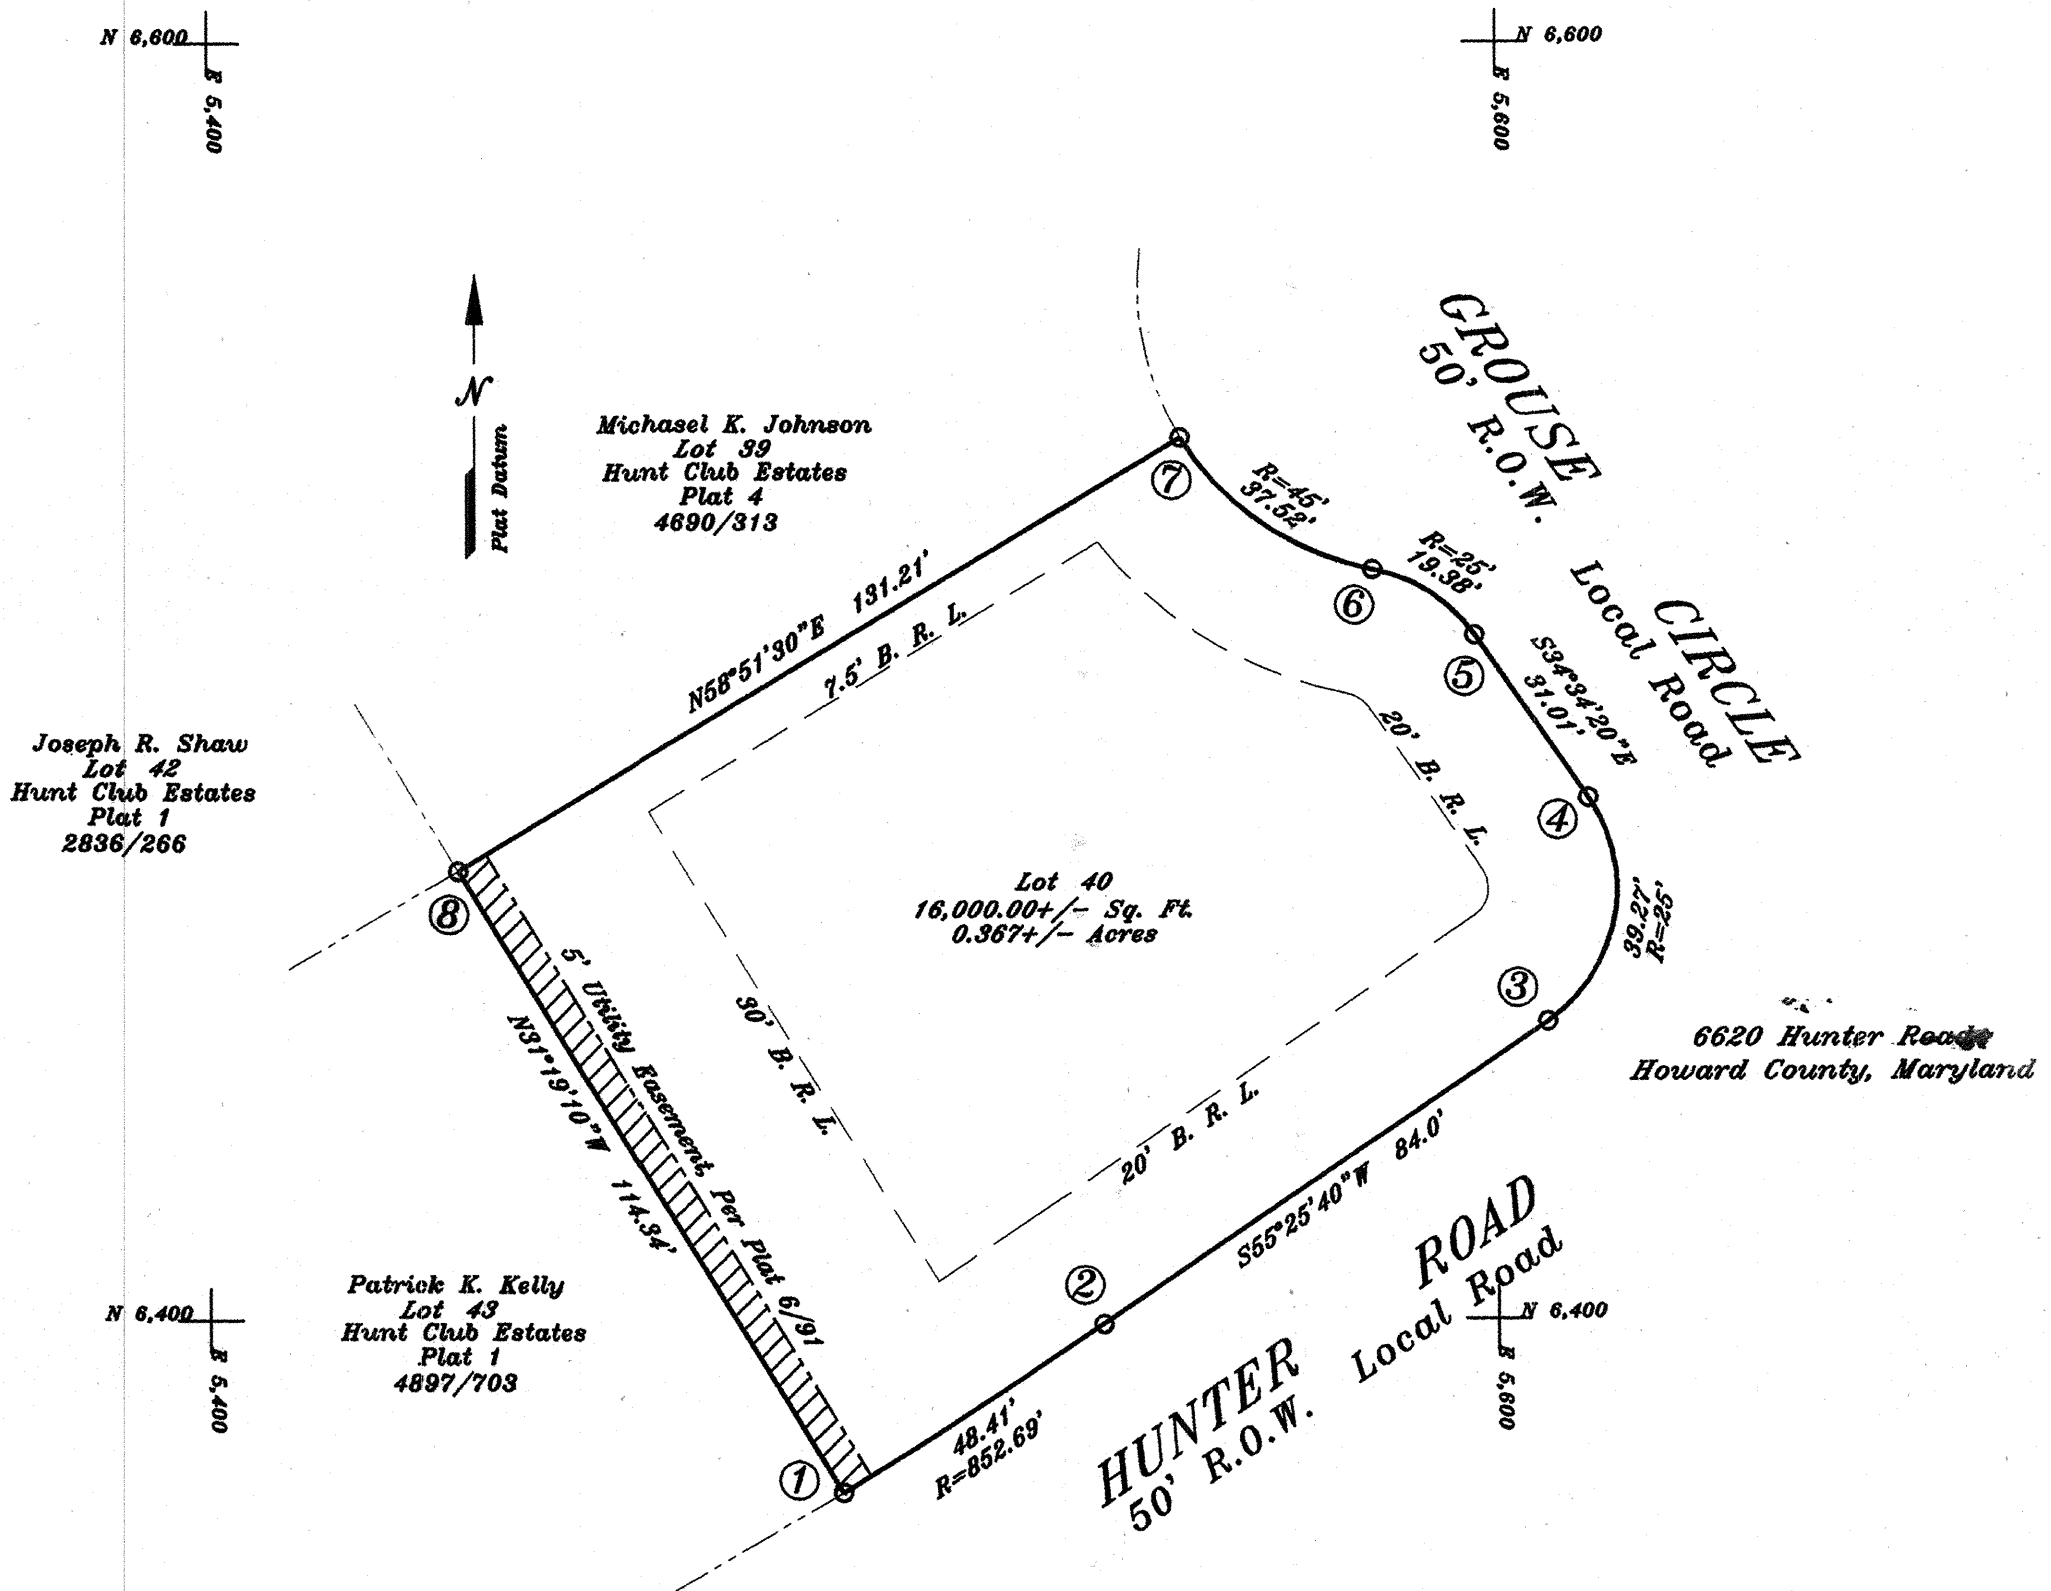 N 6,600
E 5,400
N 6,600
E 5,600
GROUSE CIRCLE
50' R.O.W. Local Road
N
Plat Datum
Michasel K. Johnson
Lot 39
Hunt Club Estates
Plat 4
4690/313
7
R=45'
37.52'
R=25'
19.38'
6
5
S34°34'20"E
31.01'
4
N58°51'30"E 131.21'
7.5' B. R. L.
20' B. R. L.
Joseph R. Shaw
Lot 42
Hunt Club Estates
Plat 1
2836/266
8
Lot 40
16,000.00+/- Sq. Ft.
0.367+/- Acres
39.27'
R=25'
3
5' Utility Easement, Per Plat 6/91
30' B. R. L.
N31°19'10"W 114.34'
6620 Hunter Road
Howard County, Maryland
20' B. R. L.
S55°25'40"W 84.0'
2
Patrick K. Kelly
Lot 43
Hunt Club Estates
Plat 1
4897/703
N 6,400
E 5,400
N 6,400
E 5,600
1
48.41'
R=852.69'
HUNTER ROAD
50' R.O.W. Local Road